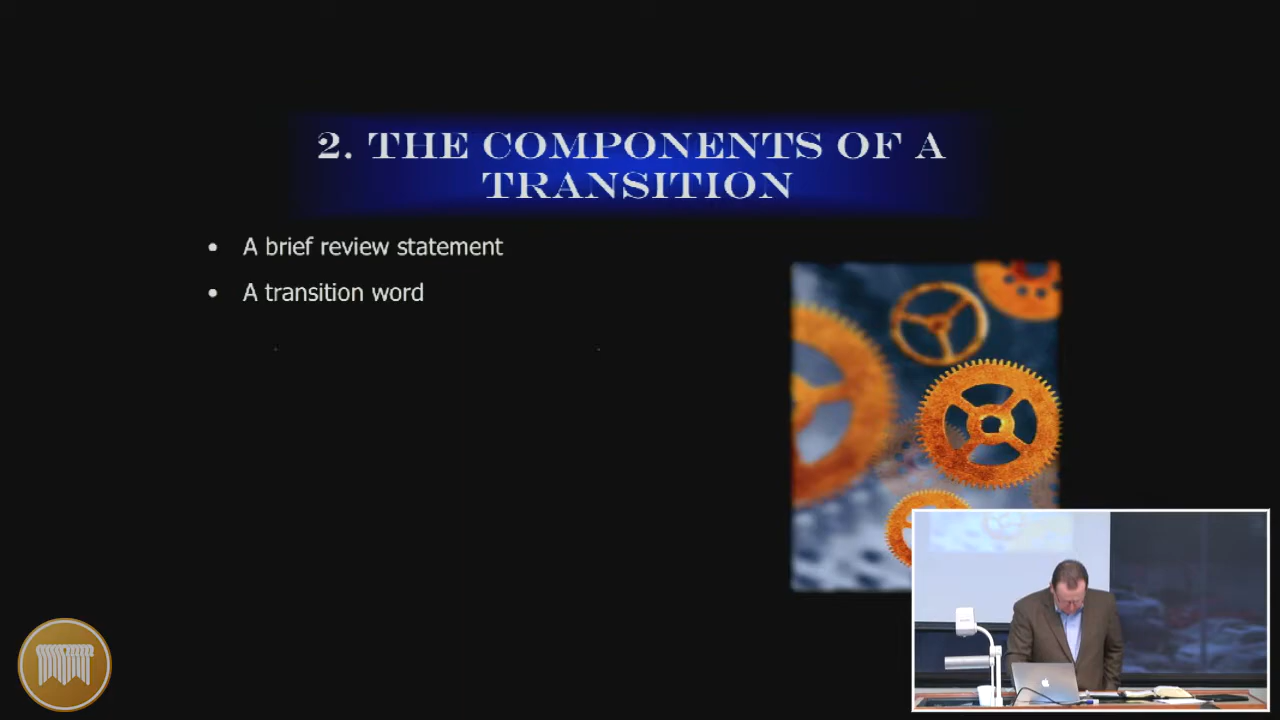 2. THE COMPONENTS OF A
TRANSITION
• A brief review statement
• A transition word